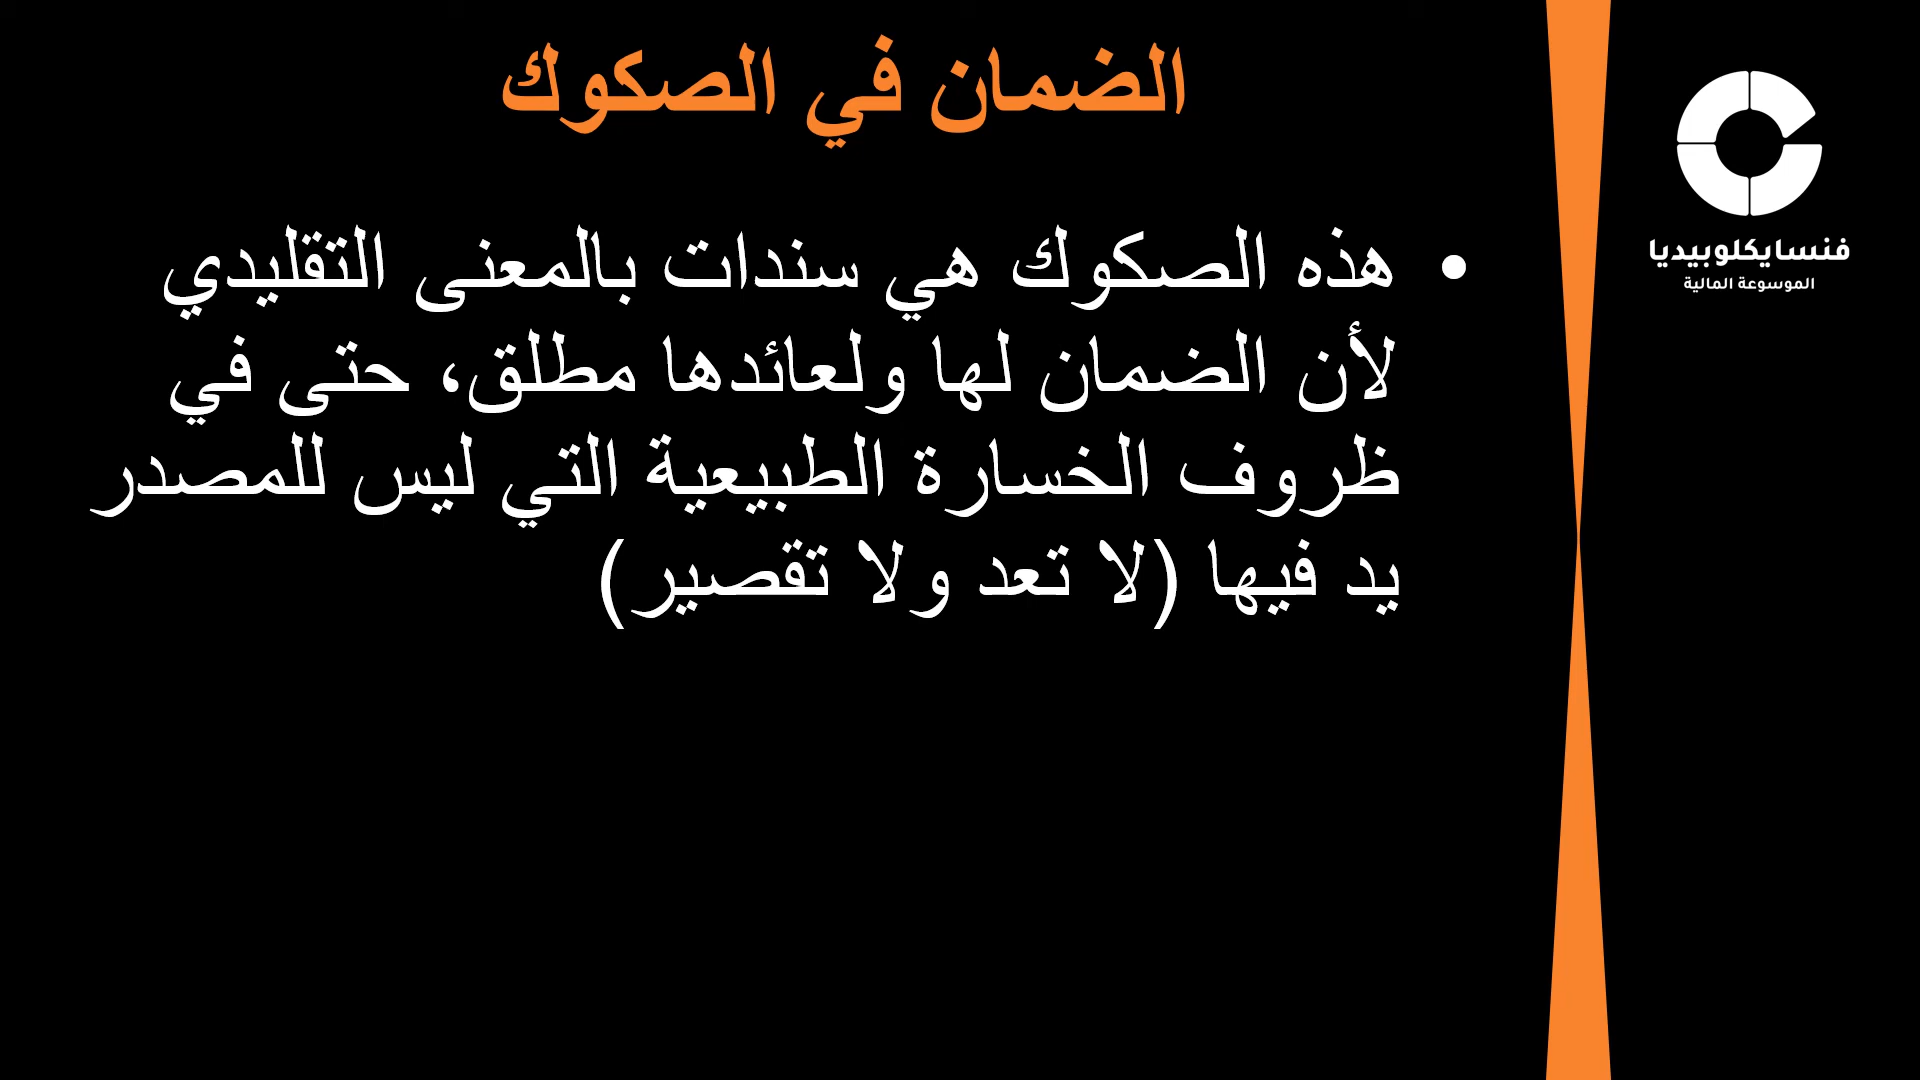 الضمان في الصكوك
• هذه الصكوك هي سندات بالمعنى التقليدي
لأن الضمان لها ولعائدها مطلق، حتى في
ظروف الخسارة الطبيعية التي ليس للمصدر
يد فيها (لا تعد ولا تقصير)
فنسايكلوبيديا
الموسوعة المالية